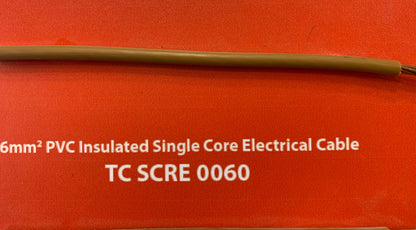 6mm² PVC Insulated Single Core Electrical Cable
TC SCRE 0060